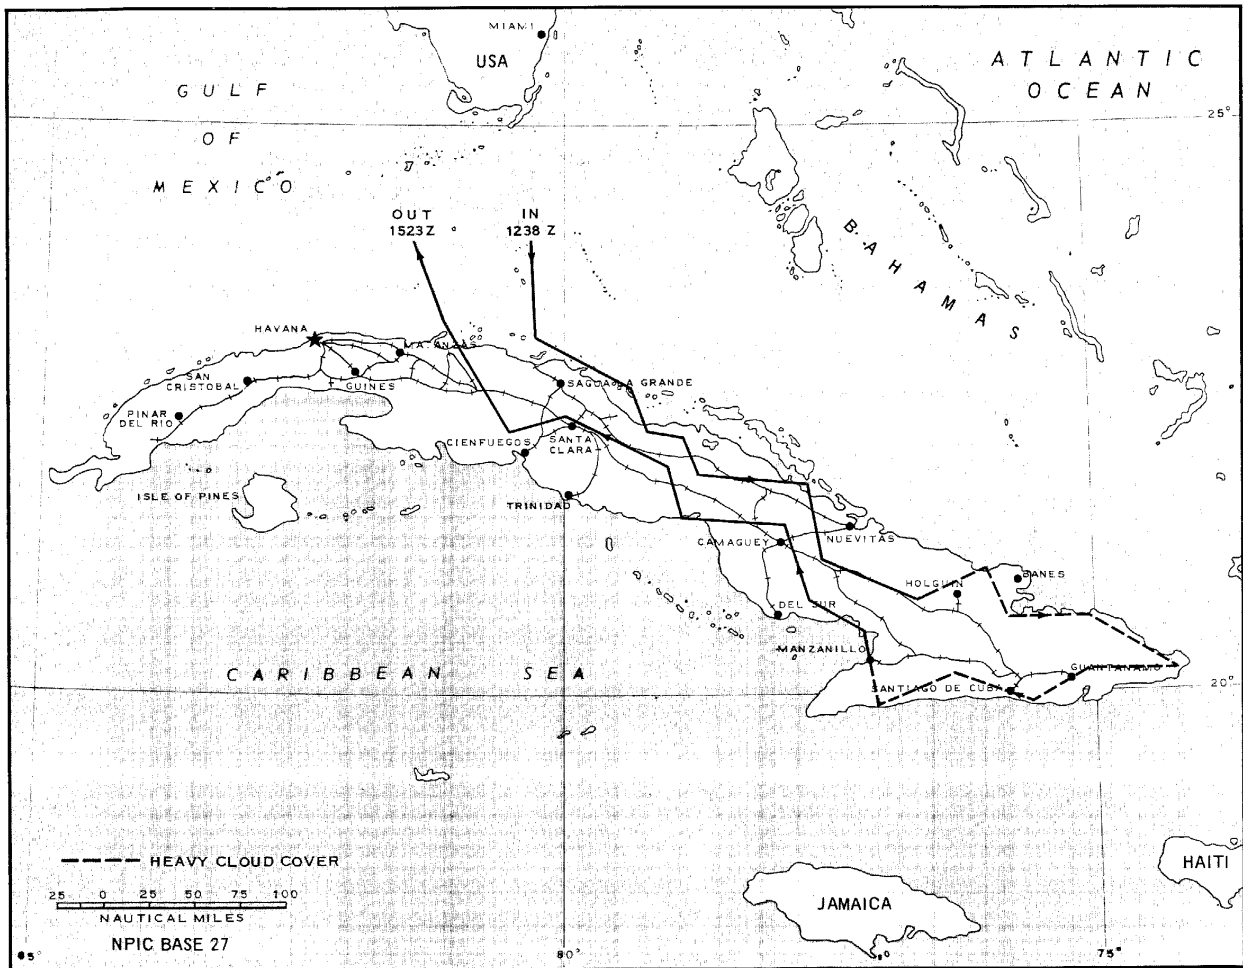 MIAMI
USA
ATLANTIC
OCEAN
GULF
OF
MEXICO
25°
OUT
1523Z
IN
1238 Z
BAHAMAS
HAVANA
MATANZAS
SAN
CRISTOBAL
GUINES
SAGUA LA GRANDE
PINAR
DEL RIO
CIENFUEGOS
SANTA
CLARA
ISLE OF PINES
TRINIDAD
CAMAGUEY
NUEVITAS
HOLGUIN
BANES
DEL SUR
MANZANILLO
GUANTANAMO
CARIBBEAN SEA
SANTIAGO DE CUBA
20°
HEAVY CLOUD COVER
25 0 25 50 75 100
NAUTICAL MILES
NPIC BASE 27
JAMAICA
HAITI
85°
80
75°